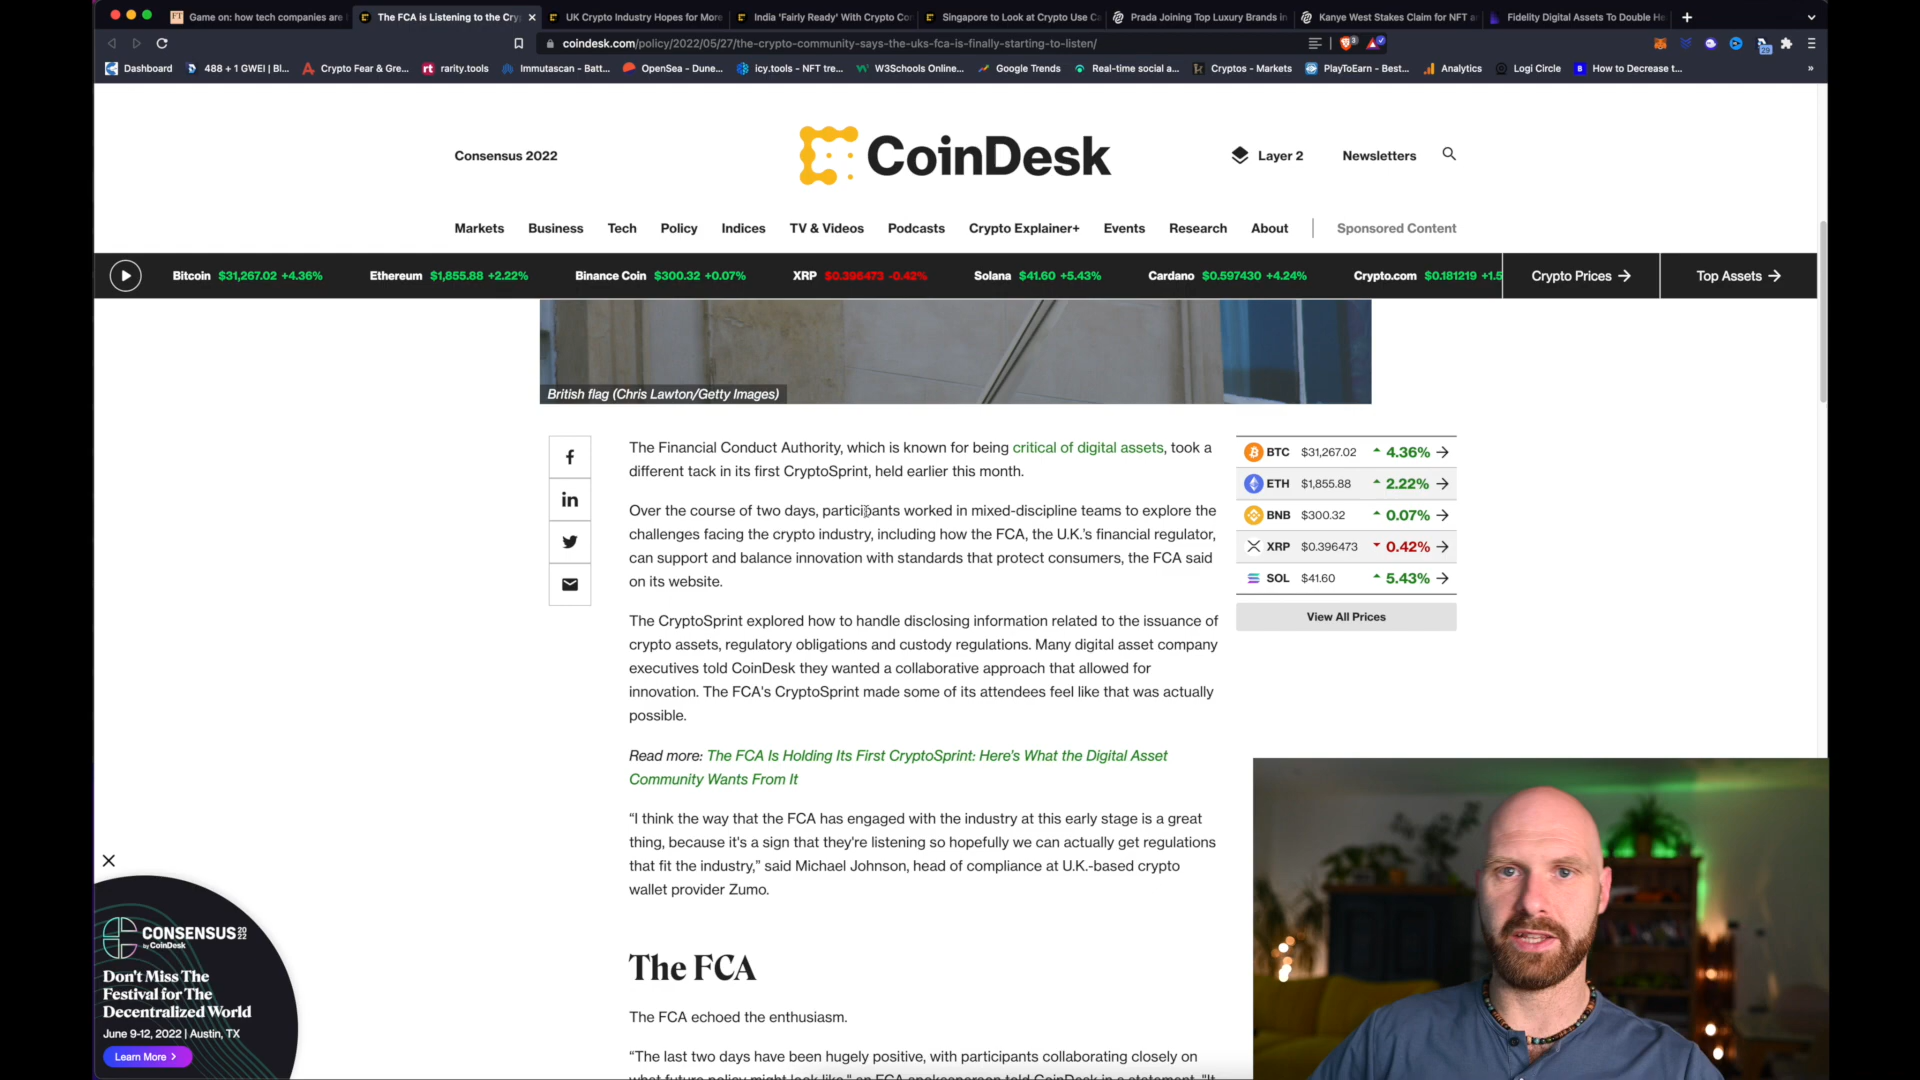 Game on: how tech companies are
The FCA is Listening to the Cry
UK Crypto Industry Hopes for More
India 'Fairly Ready' With Crypto Co
Singapore to Look at Crypto Use Ca
Prada Joining Top Luxury Brands in
Kanye West Stakes Claim for NFT a
Fidelity Digital Assets To Double He
coindesk.com/policy/2022/05/27/the-crypto-community-says-the-uks-fca-is-finally-starting-to-listen/
Dashboard
488 + 1 GWEI | Bl...
Crypto Fear & Gre...
rarity.tools
Immutascan - Batt...
OpenSea - Dune...
icy.tools - NFT tre...
W3Schools Online...
Google Trends
Real-time social a...
Cryptos - Markets
PlayToEarn - Best...
Analytics
Logi Circle
How to Decrease t...
Consensus 2022
CoinDesk
Layer 2
Newsletters
Markets Business Tech Policy Indices TV & Videos Podcasts Crypto Explainer+ Events Research About Sponsored Content
Bitcoin $31,267.02 +4.36% Ethereum $1,855.88 +2.22% Binance Coin $300.32 +0.07% XRP $0.396473 -0.42% Solana $41.60 +5.43% Cardano $0.597430 +4.24% Crypto.com $0.181219 +1.5 Crypto Prices → Top Assets →
British flag (Chris Lawton/Getty Images)
The Financial Conduct Authority, which is known for being critical of digital assets, took a
different tack in its first CryptoSprint, held earlier this month.
Over the course of two days, participants worked in mixed-discipline teams to explore the
challenges facing the crypto industry, including how the FCA, the U.K.’s financial regulator,
can support and balance innovation with standards that protect consumers, the FCA said
on its website.
The CryptoSprint explored how to handle disclosing information related to the issuance of
crypto assets, regulatory obligations and custody regulations. Many digital asset company
executives told CoinDesk they wanted a collaborative approach that allowed for
innovation. The FCA's CryptoSprint made some of its attendees feel like that was actually
possible.
Read more: The FCA Is Holding Its First CryptoSprint: Here’s What the Digital Asset
Community Wants From It
“I think the way that the FCA has engaged with the industry at this early stage is a great
thing, because it's a sign that they're listening so hopefully we can actually get regulations
that fit the industry,” said Michael Johnson, head of compliance at U.K.-based crypto
wallet provider Zumo.
The FCA
The FCA echoed the enthusiasm.
“The last two days have been hugely positive, with participants collaborating closely on
what future policy might look like," an FCA spokesperson told CoinDesk in a statement. "It
BTC $31,267.02 4.36% →
ETH $1,855.88 2.22% →
BNB $300.32 0.07% →
XRP $0.396473 0.42% →
SOL $41.60 5.43% →
View All Prices
CONSENSUS 2022
by CoinDesk
Don't Miss The
Festival for The
Decentralized World
June 9-12, 2022 | Austin, TX
Learn More >